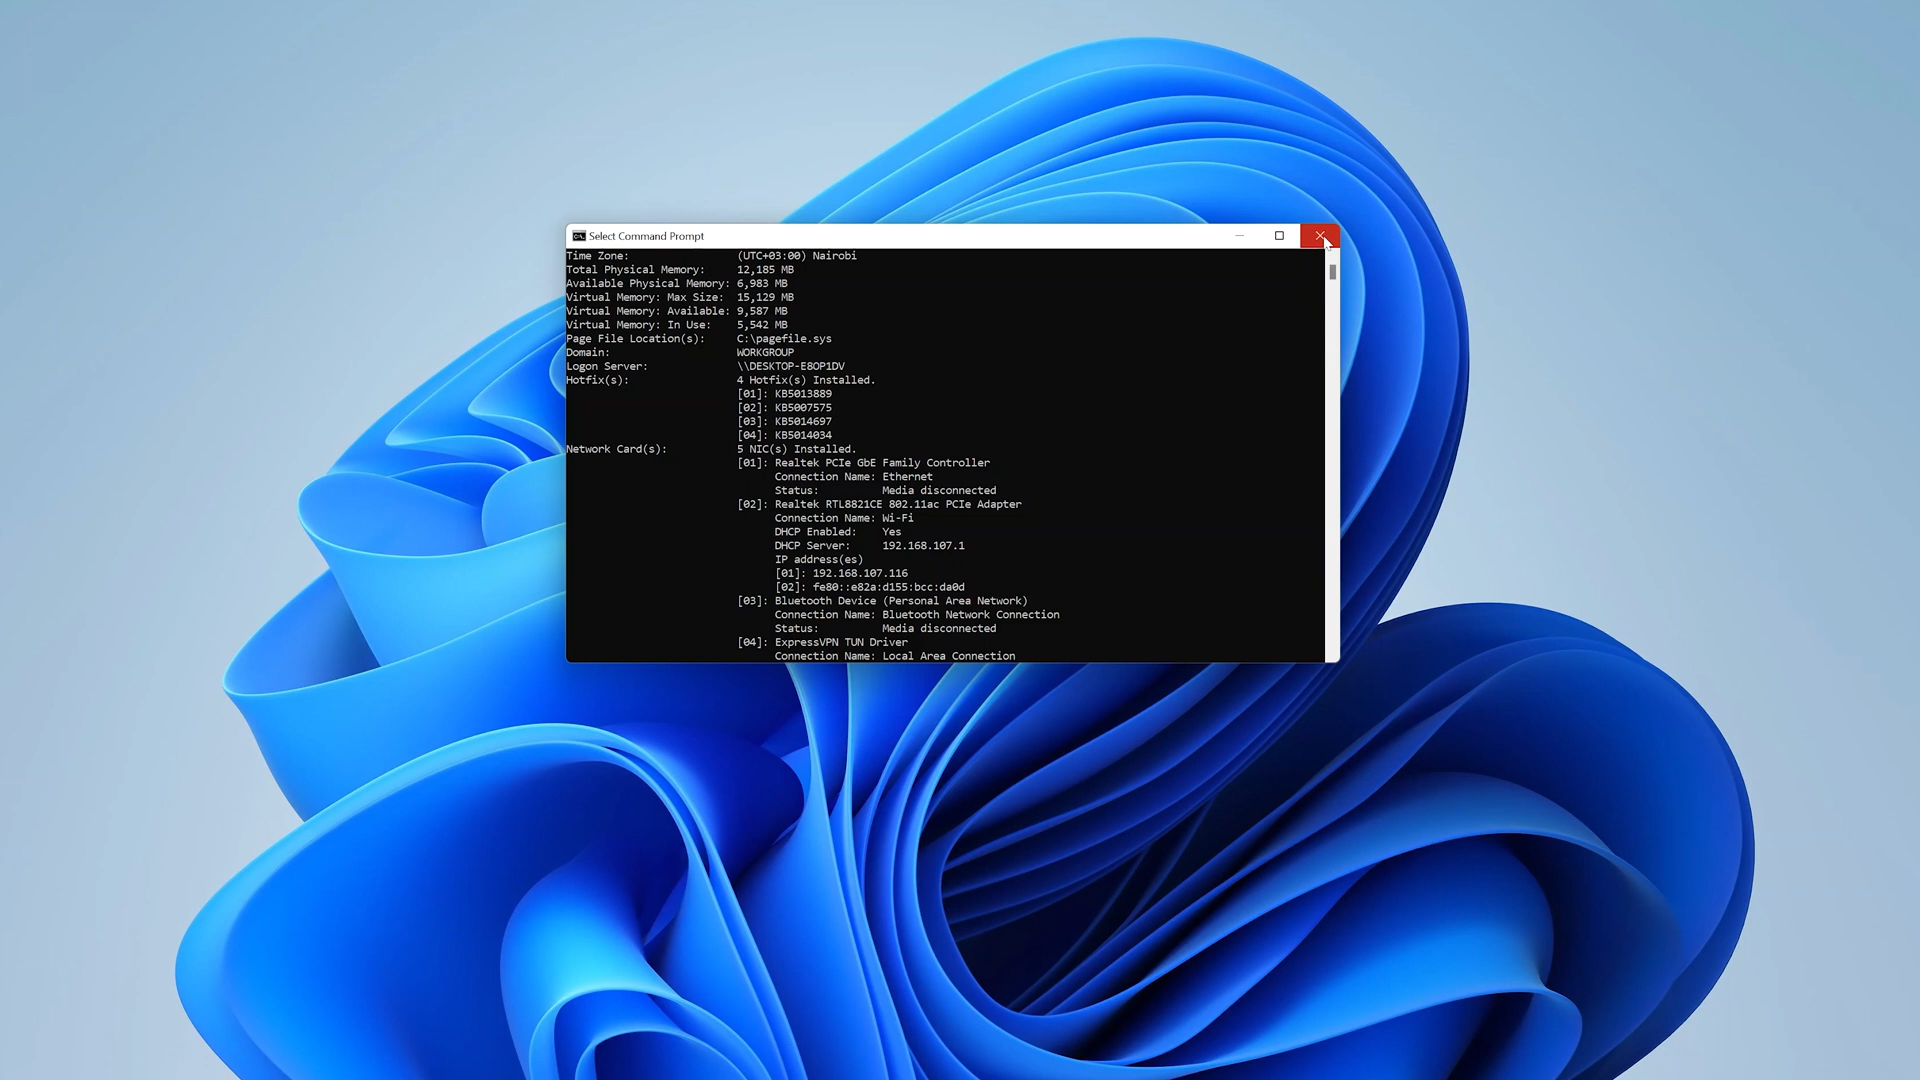 Select Command Prompt
Time Zone: (UTC+03:00) Nairobi
Total Physical Memory: 12,185 MB
Available Physical Memory: 6,983 MB
Virtual Memory: Max Size: 15,129 MB
Virtual Memory: Available: 9,587 MB
Virtual Memory: In Use: 5,542 MB
Page File Location(s): C:\pagefile.sys
Domain: WORKGROUP
Logon Server: \\DESKTOP-E8OP1DV
Hotfix(s): 4 Hotfix(s) Installed.
[01]: KB5013889
[02]: KB5007575
[03]: KB5014697
[04]: KB5014034
Network Card(s): 5 NIC(s) Installed.
[01]: Realtek PCIe GbE Family Controller
Connection Name: Ethernet
Status: Media disconnected
[02]: Realtek RTL8821CE 802.11ac PCIe Adapter
Connection Name: Wi-Fi
DHCP Enabled: Yes
DHCP Server: 192.168.107.1
IP address(es)
[01]: 192.168.107.116
[02]: fe80::e82a:d155:bcc:da0d
[03]: Bluetooth Device (Personal Area Network)
Connection Name: Bluetooth Network Connection
Status: Media disconnected
[04]: ExpressVPN TUN Driver
Connection Name: Local Area Connection